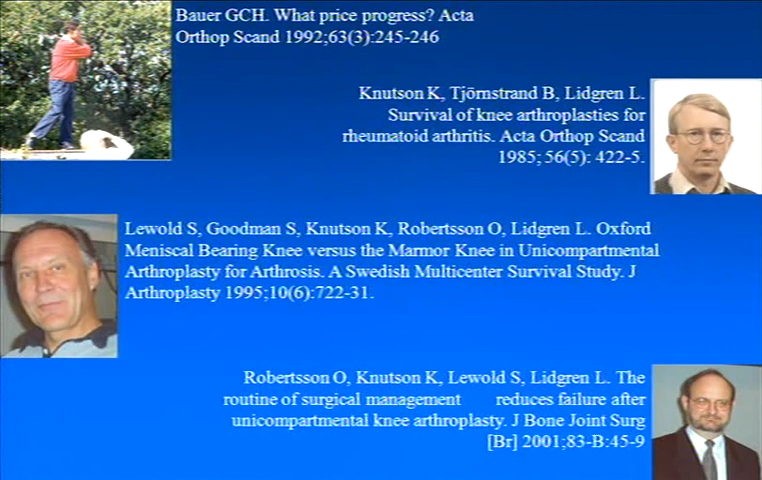 Bauer GCH. What price progress? Acta
Orthop Scand 1992;63(3):245-246
Knutson K, Tjörnstrand B, Lidgren L.
Survival of knee arthroplasties for
rheumatoid arthritis. Acta Orthop Scand
1985; 56(5): 422-5.
Lewold S, Goodman S, Knutson K, Robertsson O, Lidgren L. Oxford
Meniscal Bearing Knee versus the Marmor Knee in Unicompartmental
Arthroplasty for Arthrosis. A Swedish Multicenter Survival Study. J
Arthroplasty 1995;10(6):722-31.
Robertsson O, Knutson K, Lewold S, Lidgren L. The
routine of surgical management reduces failure after
unicompartmental knee arthroplasty. J Bone Joint Surg
[Br] 2001;83-B:45-9